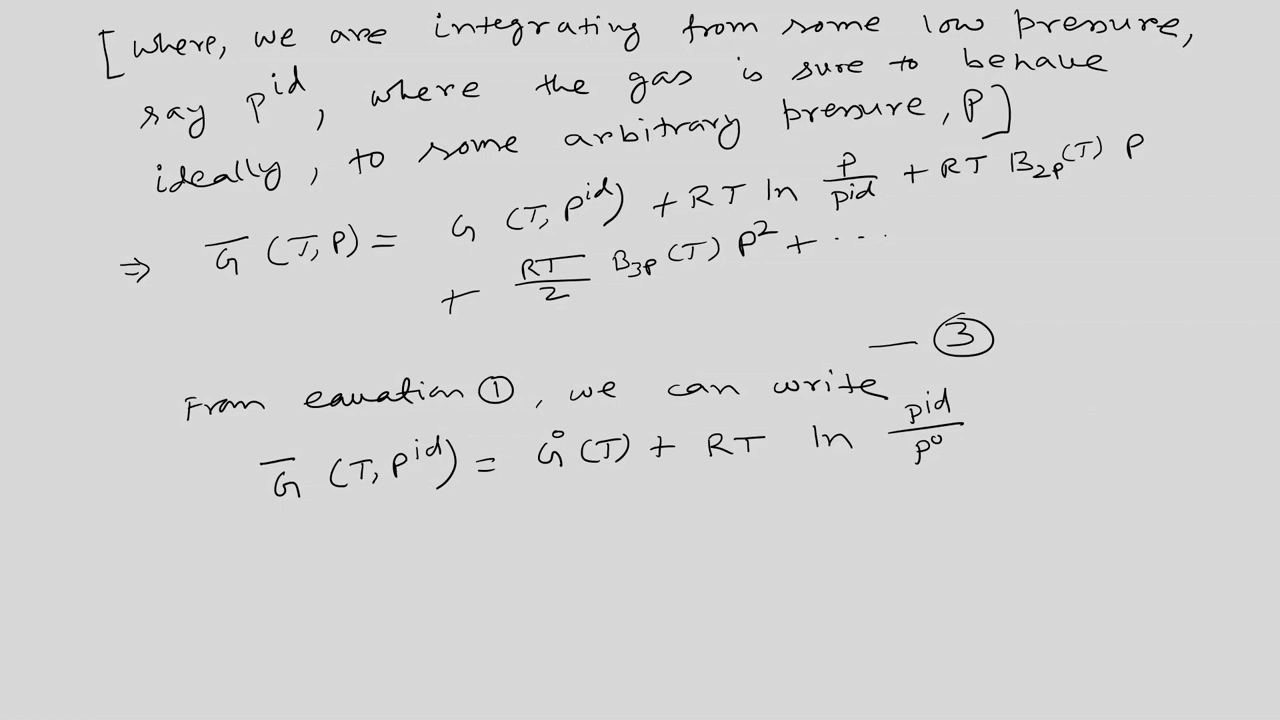 [where, we are integrating from some low pressure,
say P^id, where the gas is sure to behave
ideally, to some arbitrary pressure, P]
⇒ G̅ (T, P) = G (T, P^id) + RT ln P/P^id + RT B_2P(T) P
+ RT/2 B_3P (T) P² + ...
— ③
From equation ①, we can write
G̅ (T, P^id) = G° (T) + RT ln P^id/P°